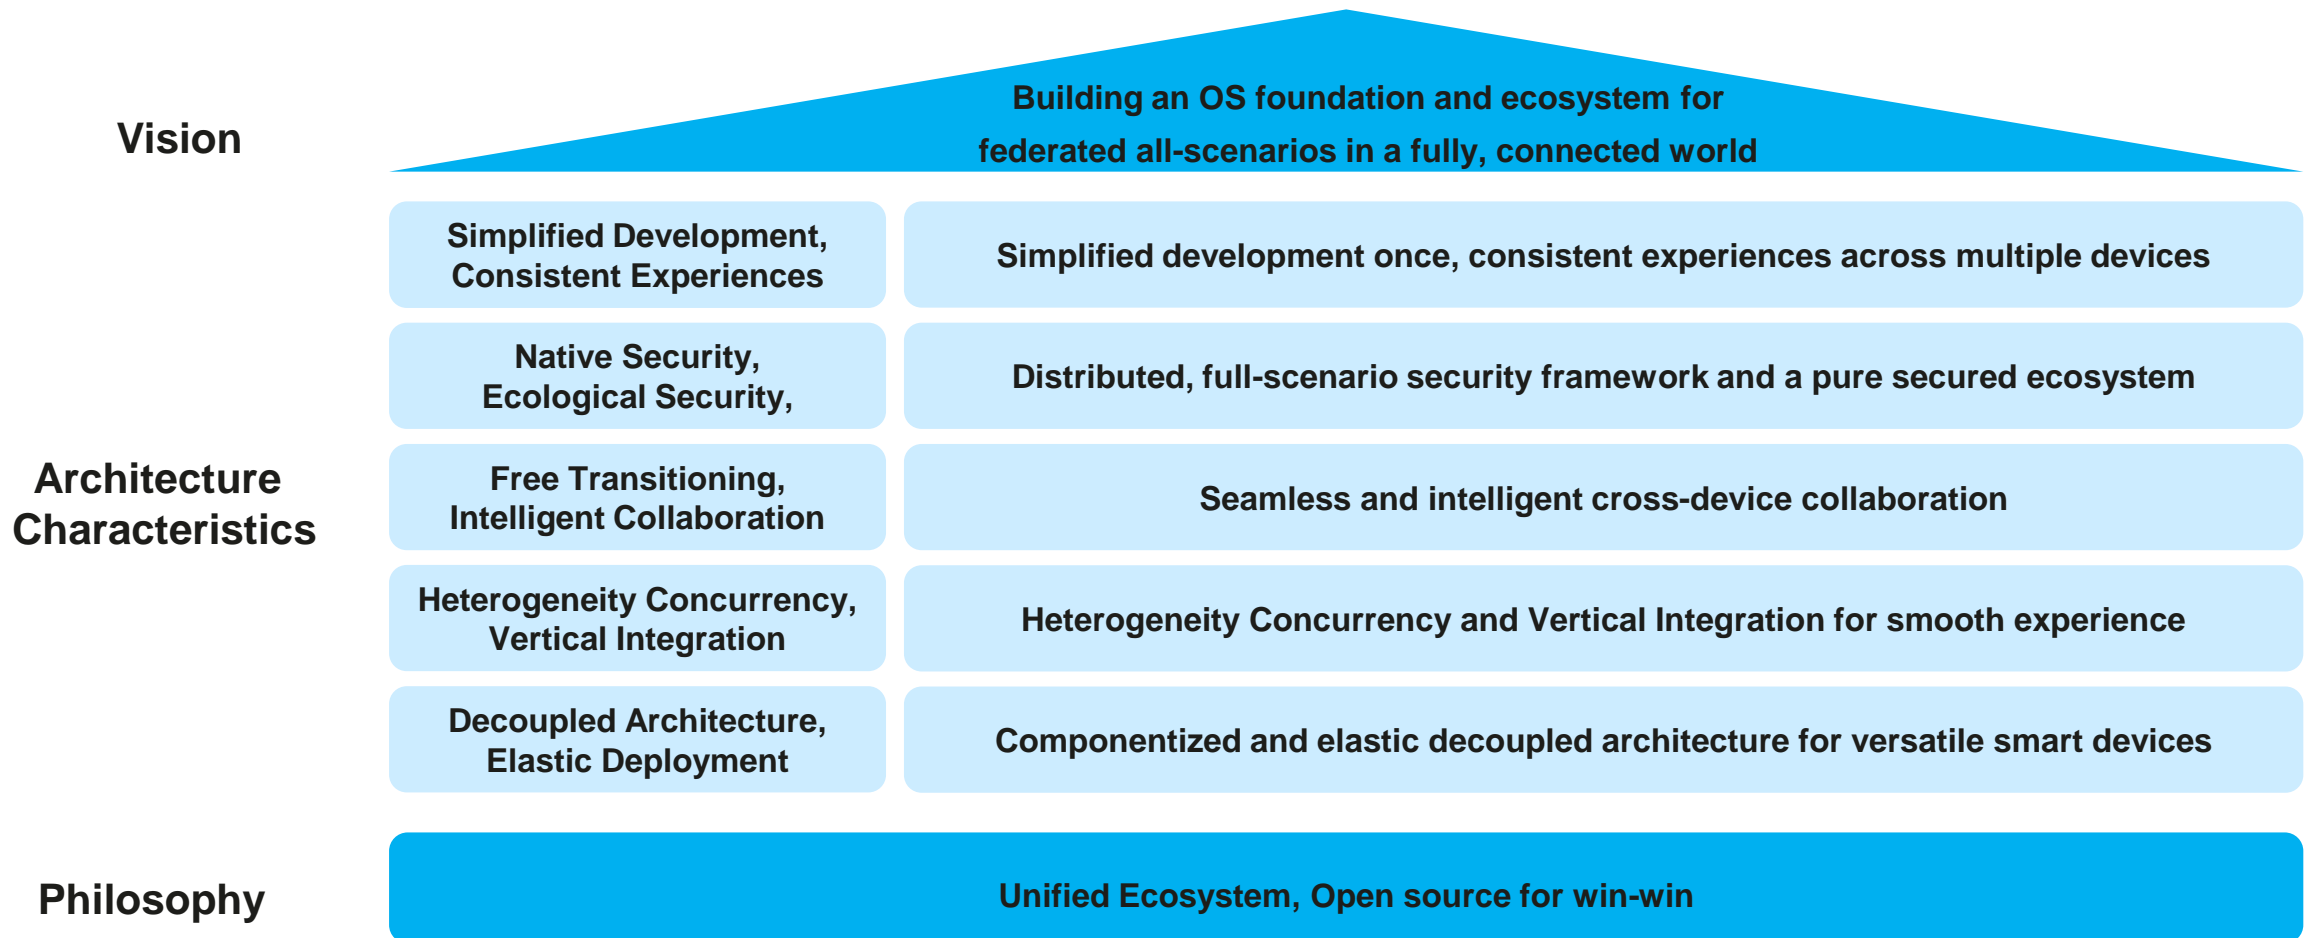 Vision
Building an OS foundation and ecosystem for
federated all-scenarios in a fully, connected world
Architecture
Characteristics
Simplified Development,
Consistent Experiences
Simplified development once, consistent experiences across multiple devices
Native Security,
Ecological Security,
Distributed, full-scenario security framework and a pure secured ecosystem
Free Transitioning,
Intelligent Collaboration
Seamless and intelligent cross-device collaboration
Heterogeneity Concurrency,
Vertical Integration
Heterogeneity Concurrency and Vertical Integration for smooth experience
Decoupled Architecture,
Elastic Deployment
Componentized and elastic decoupled architecture for versatile smart devices
Philosophy
Unified Ecosystem, Open source for win-win